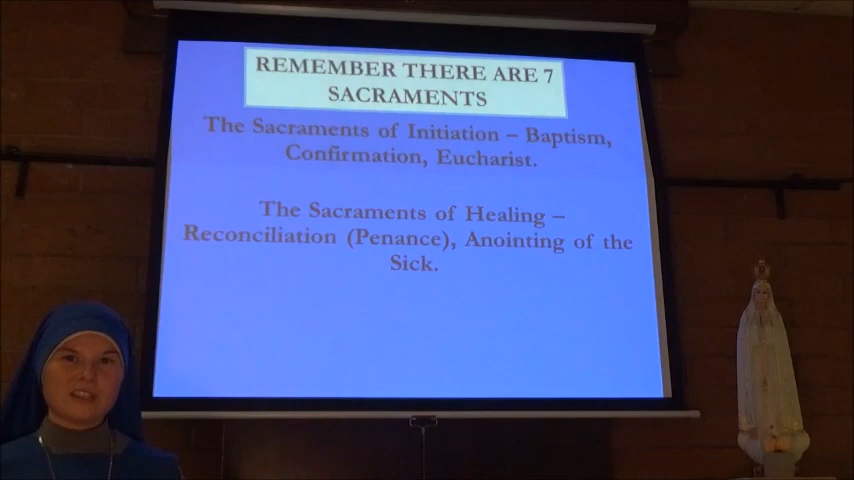 REMEMBER THERE ARE 7
SACRAMENTS
The Sacraments of Initiation – Baptism,
Confirmation, Eucharist.
The Sacraments of Healing –
Reconciliation (Penance), Anointing of the
Sick.